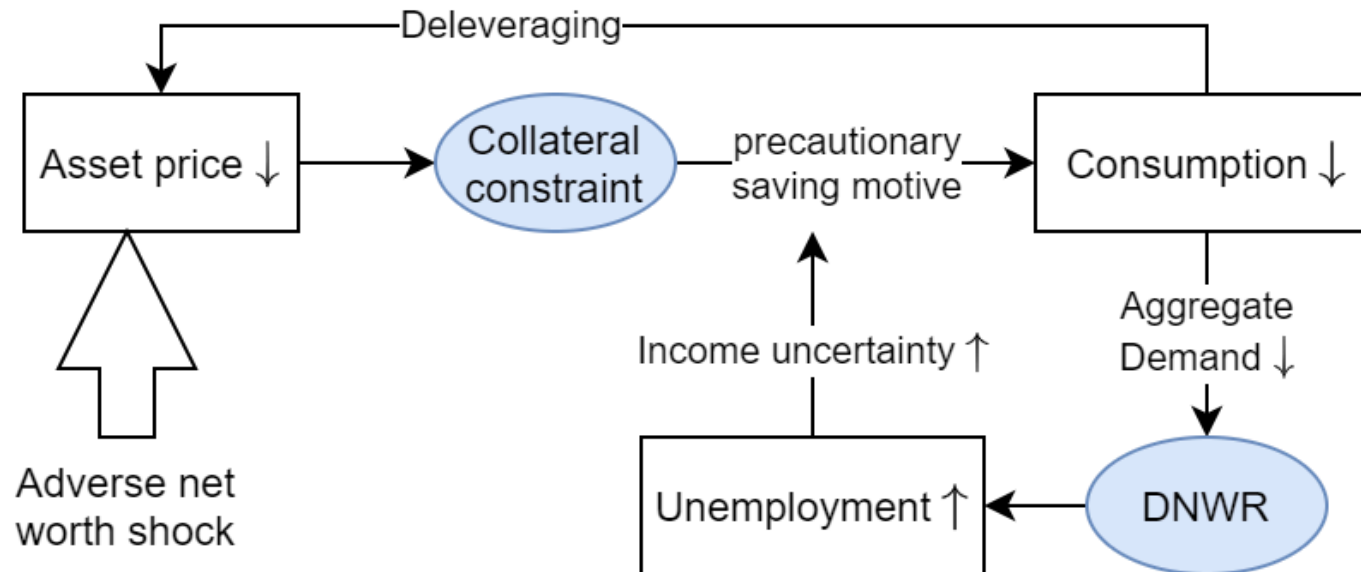 Deleveraging
Asset price ↓
Collateral
constraint
precautionary
saving motive
Consumption ↓
Aggregate
Demand ↓
Income uncertainty ↑
Adverse net
worth shock
Unemployment ↑
DNWR